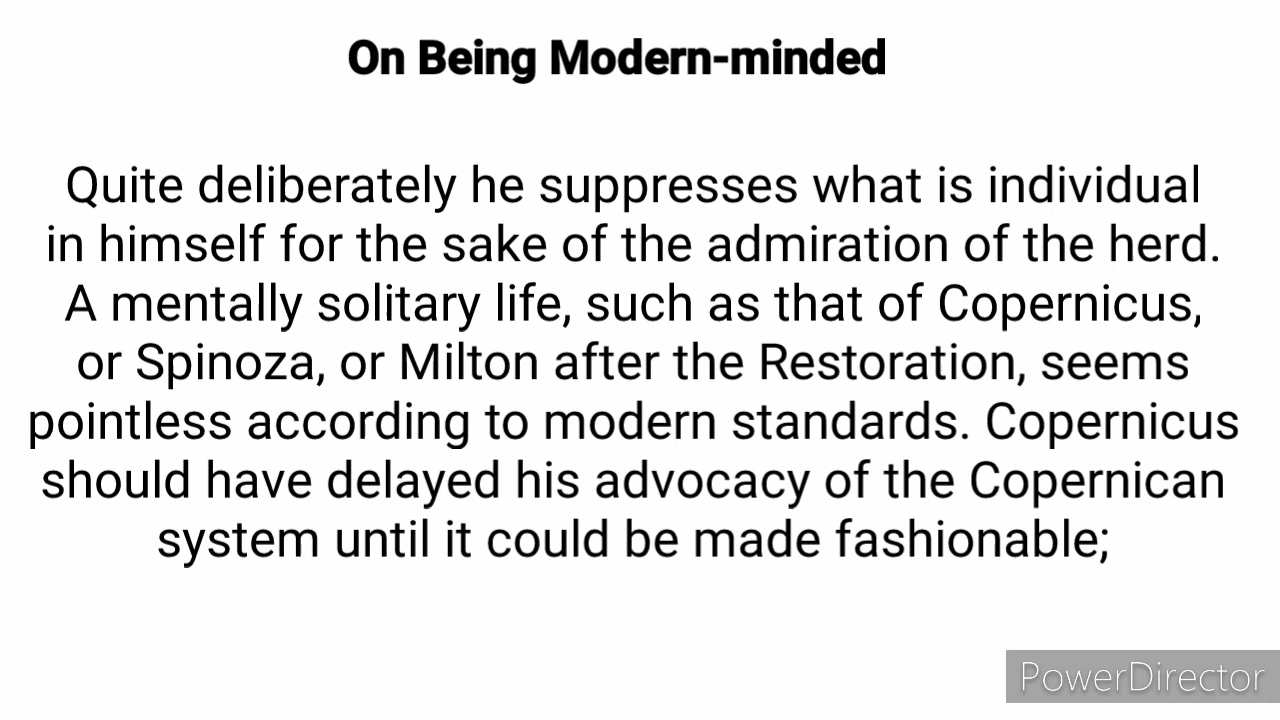 On Being Modern-minded
Quite deliberately he suppresses what is individual
in himself for the sake of the admiration of the herd.
A mentally solitary life, such as that of Copernicus,
or Spinoza, or Milton after the Restoration, seems
pointless according to modern standards. Copernicus
should have delayed his advocacy of the Copernican
system until it could be made fashionable;
PowerDirector